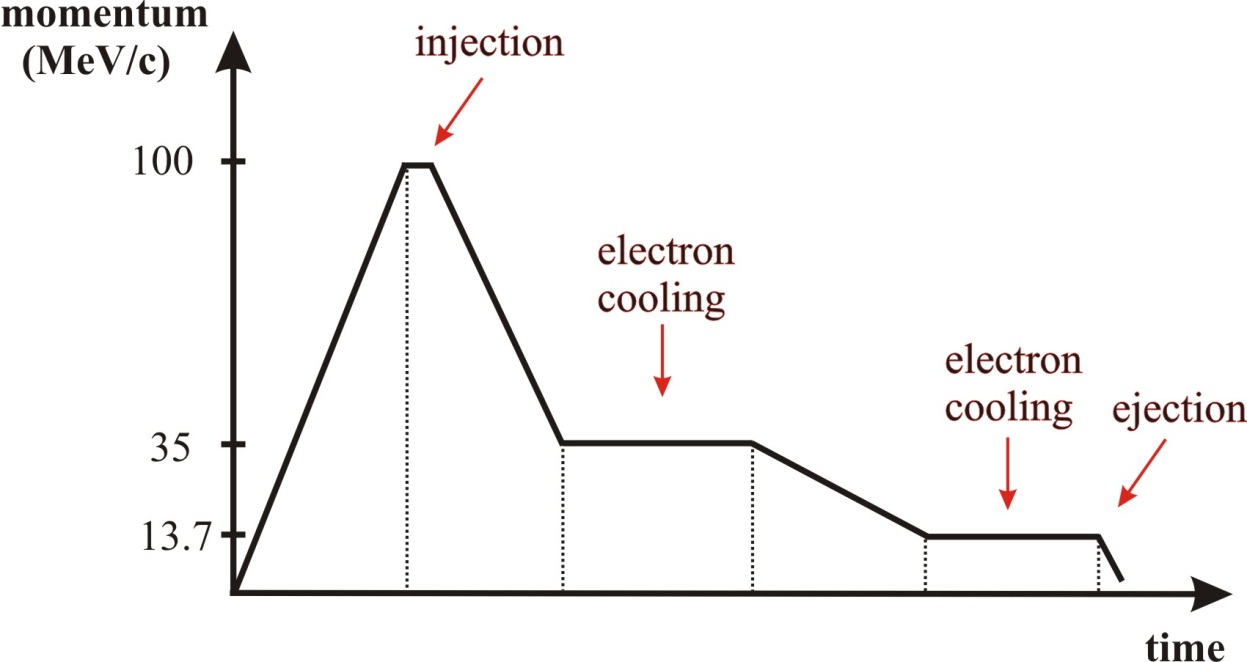 momentum
(MeV/c)
injection
100
electron
cooling
electron
cooling
ejection
35
13.7
time